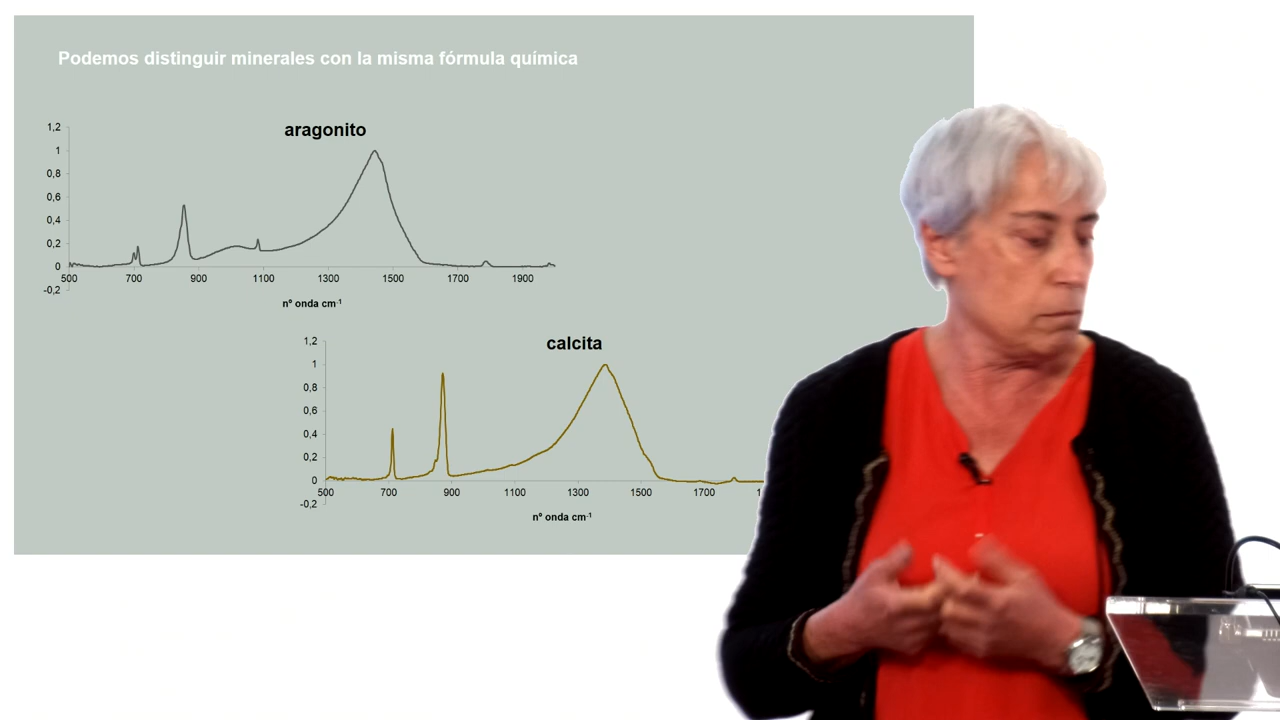 Podemos distinguir minerales con la misma fórmula química
aragonito
1,2
1
0,8
0,6
0,4
0,2
0
-0,2
500 700 900 1100 1300 1500 1700 1900
nº onda cm-1
calcita
1,2
1
0,8
0,6
0,4
0,2
0
-0,2
500 700 900 1100 1300 1500 1700
nº onda cm-1